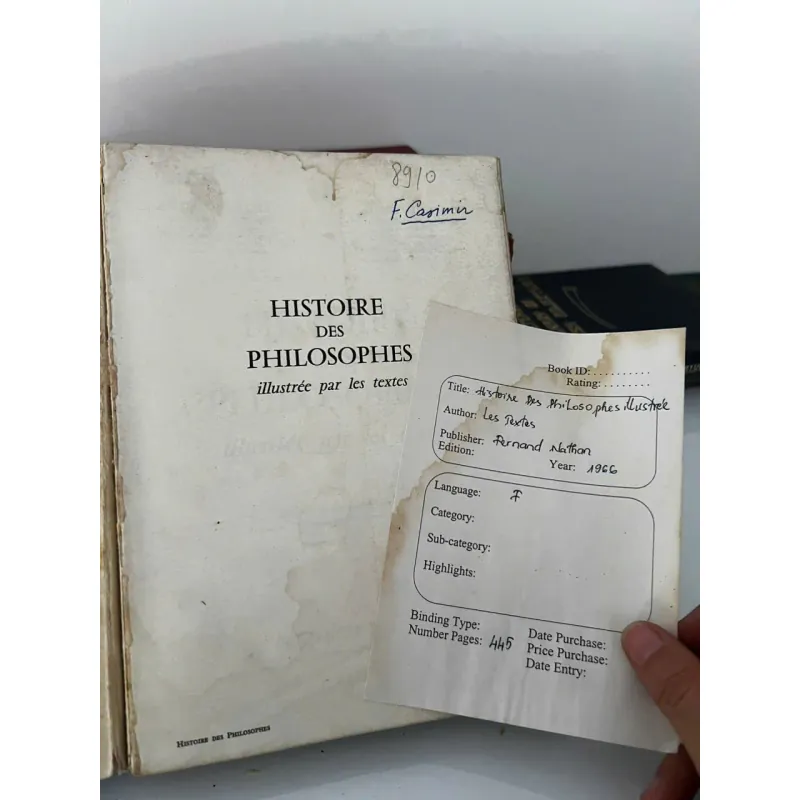 89/0
F. Casimir
HISTOIRE
DES
PHILOSOPHES
illustrée par les textes
HISTOIRE DES PHILOSOPHES
Book ID: . . . . . . . . . . .
Rating: . . . . . . . .
Title: Histoire Des Philosophes illustrée
Author: Les Textes
Publisher: Fernand Nathan
Edition: Year: 1966
Language: F
Category:
Sub-category:
Highlights:
Binding Type: Date Purchase:
Number Pages: 445 Price Purchase:
Date Entry: